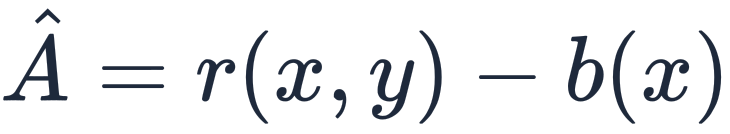 Â = r(x, y) − b(x)